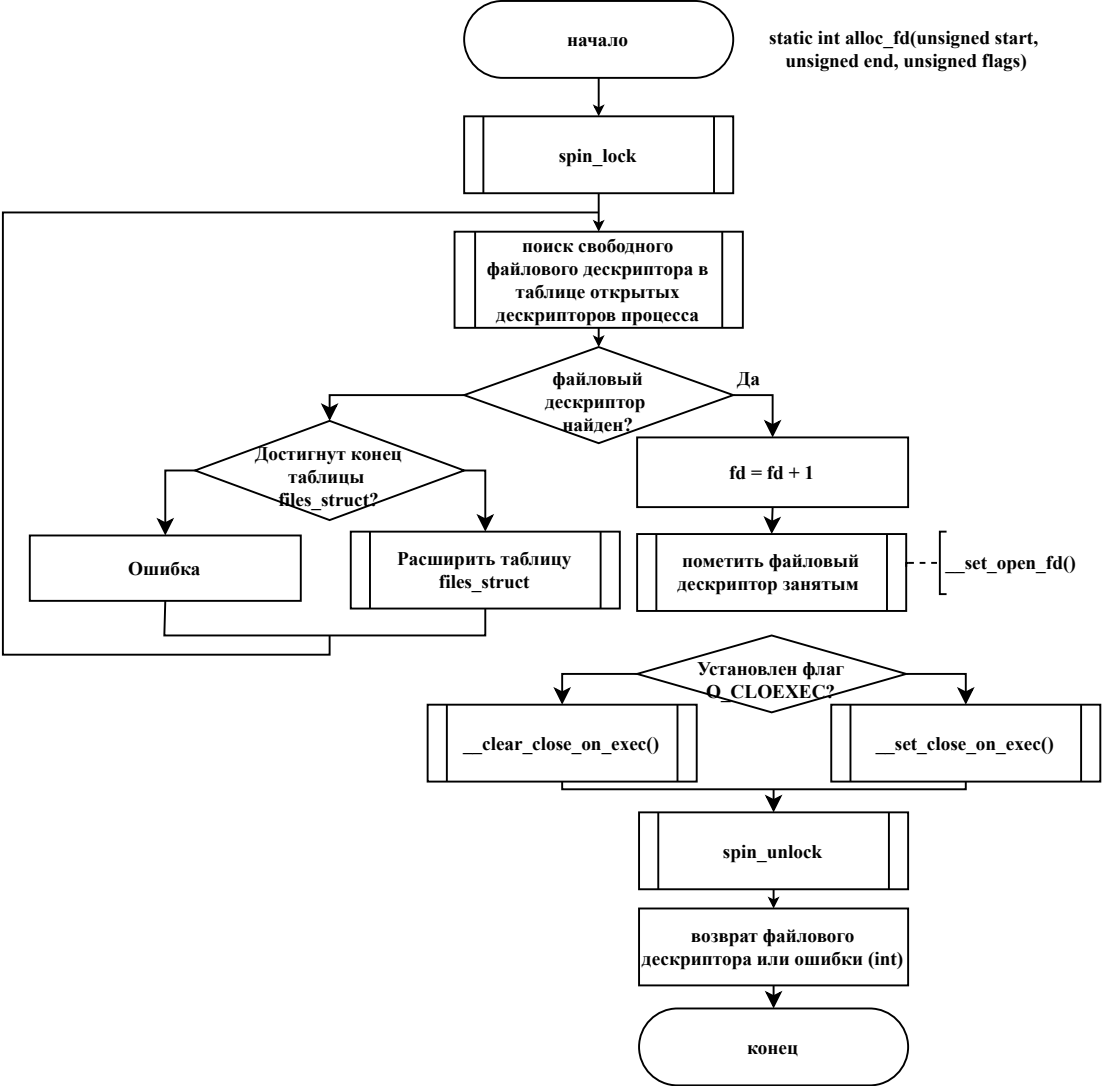 начало
static int alloc_fd(unsigned start,
unsigned end, unsigned flags)
spin_lock
поиск свободного
файлового дескриптора в
таблице открытых
дескрипторов процесса
файловый
дескриптор
найден?
Да
Достигнут конец
таблицы
files_struct?
fd = fd + 1
Ошибка
Расширить таблицу
files_struct
пометить файловый
дескриптор занятым
__set_open_fd()
Установлен флаг
O_CLOEXEC?
__clear_close_on_exec()
__set_close_on_exec()
spin_unlock
возврат файлового
дескриптора или ошибки (int)
конец